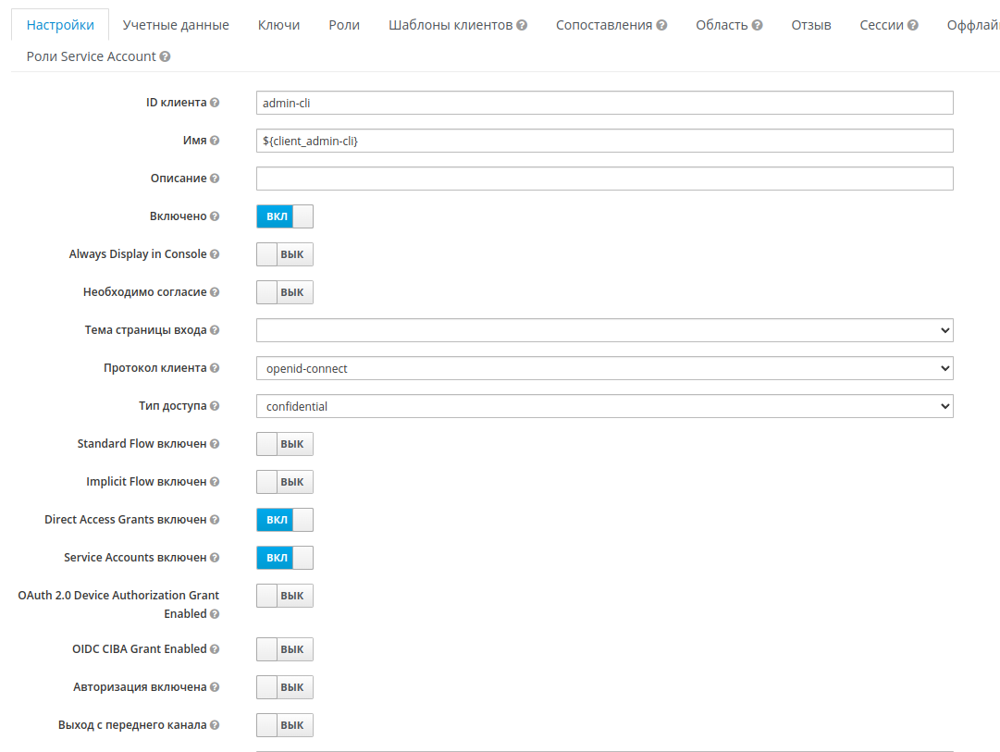 Настройки Учетные данные Ключи Роли Шаблоны клиентов Сопоставления Область Отзыв Сессии
Роли Service Account
ID клиента admin-cli
Имя ${client_admin-cli}
Описание
Включено ВКЛ
Always Display in Console ВЫК
Необходимо согласие ВЫК
Тема страницы входа
Протокол клиента openid-connect
Тип доступа confidential
Standard Flow включен ВЫК
Implicit Flow включен ВЫК
Direct Access Grants включен ВКЛ
Service Accounts включен ВКЛ
OAuth 2.0 Device Authorization Grant
Enabled ВЫК
OIDC CIBA Grant Enabled ВЫК
Авторизация включена ВЫК
Выход с переднего канала ВЫК